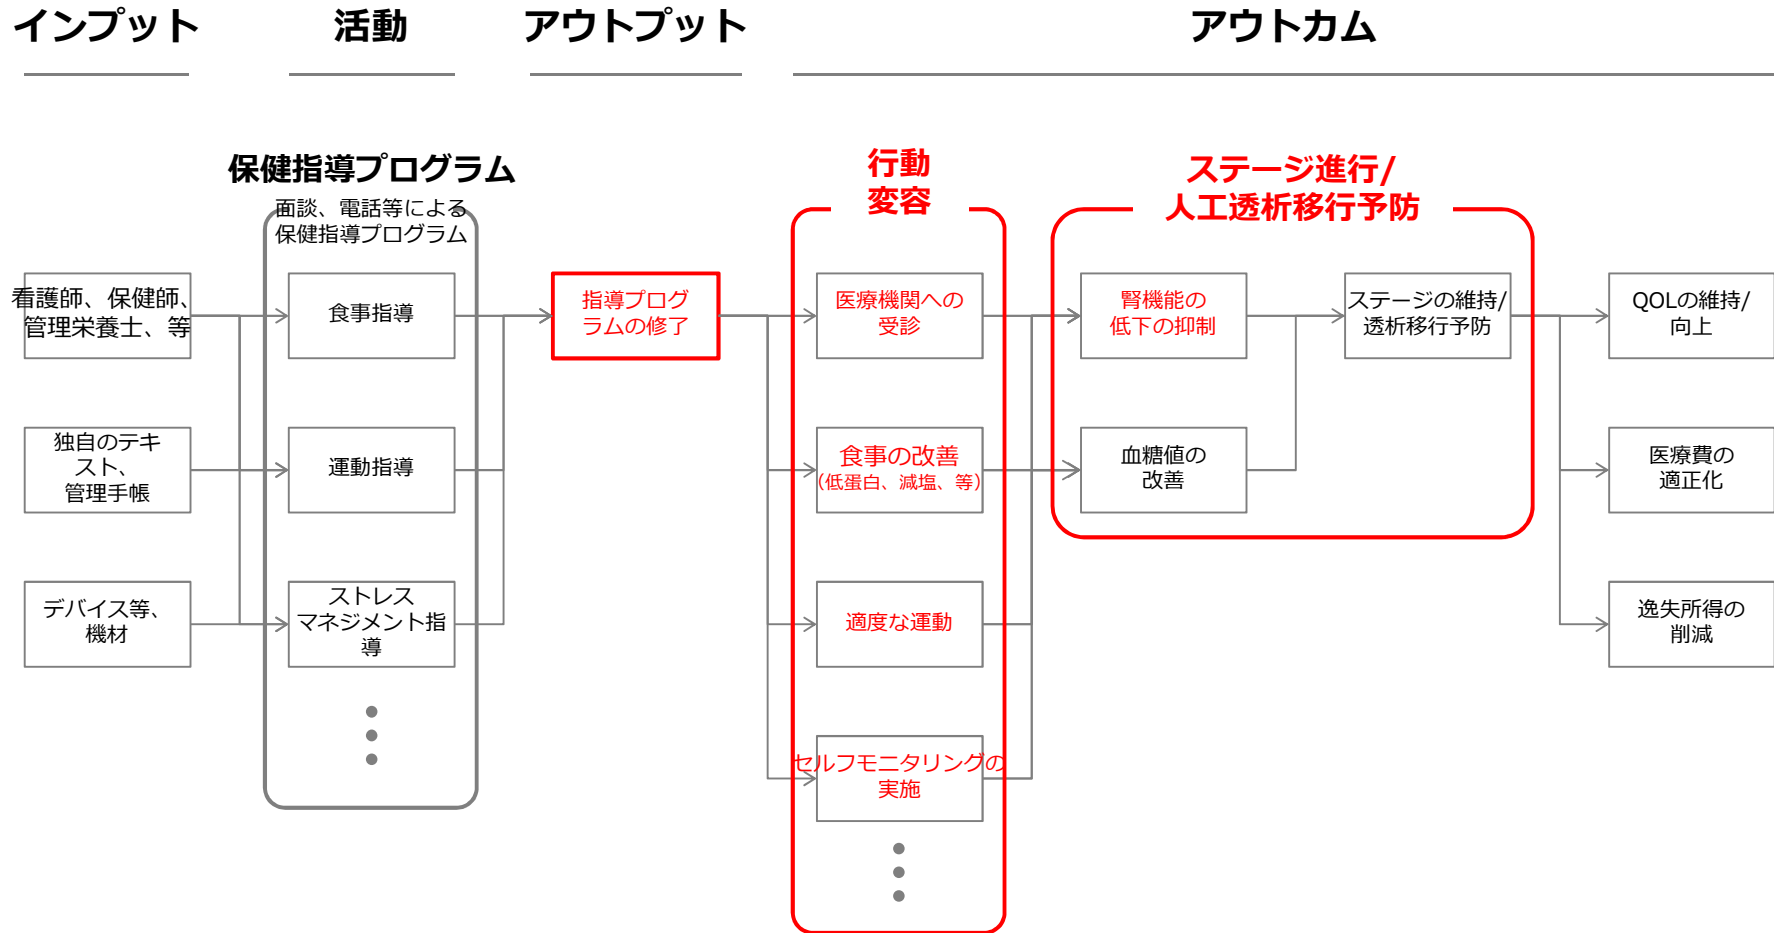 インプット
活動
アウトプット
アウトカム
保健指導プログラム
面談、電話等による
保健指導プログラム
行動
変容
ステージ進行/
人工透析移行予防
看護師、保健師、
管理栄養士、等
食事指導
指導プログ
ラムの修了
医療機関への
受診
腎機能の
低下の抑制
ステージの維持/
透析移行予防
QOLの維持/
向上
独自のテキ
スト、
管理手帳
運動指導
食事の改善
(低蛋白、減塩、等)
血糖値の
改善
医療費の
適正化
デバイス等、
機材
ストレス
マネジメント指
導
適度な運動
逸失所得の
削減
セルフモニタリングの
実施